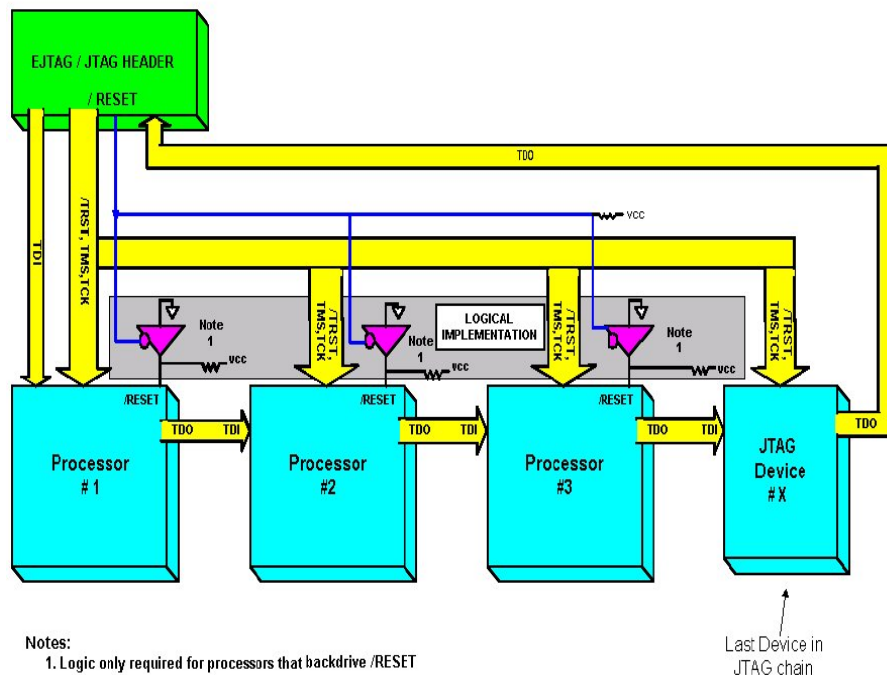 EJTAG / JTAG HEADER
/ RESET
TDO
VCC
TDI
/TRST, TMS,TCK
/TRST,
TMS,TCK
/TRST,
TMS,TCK
/TRST,
TMS,TCK
Note
1
VCC
Note
1
VCC
LOGICAL
IMPLEMENTATION
Note
1
VCC
/RESET
/RESET
/RESET
TDO TDI
TDO TDI
TDO TDI
TDO
Processor
# 1
Processor
#2
Processor
#3
JTAG
Device
# X
Notes:
1. Logic only required for processors that backdrive /RESET
Last Device in
JTAG chain